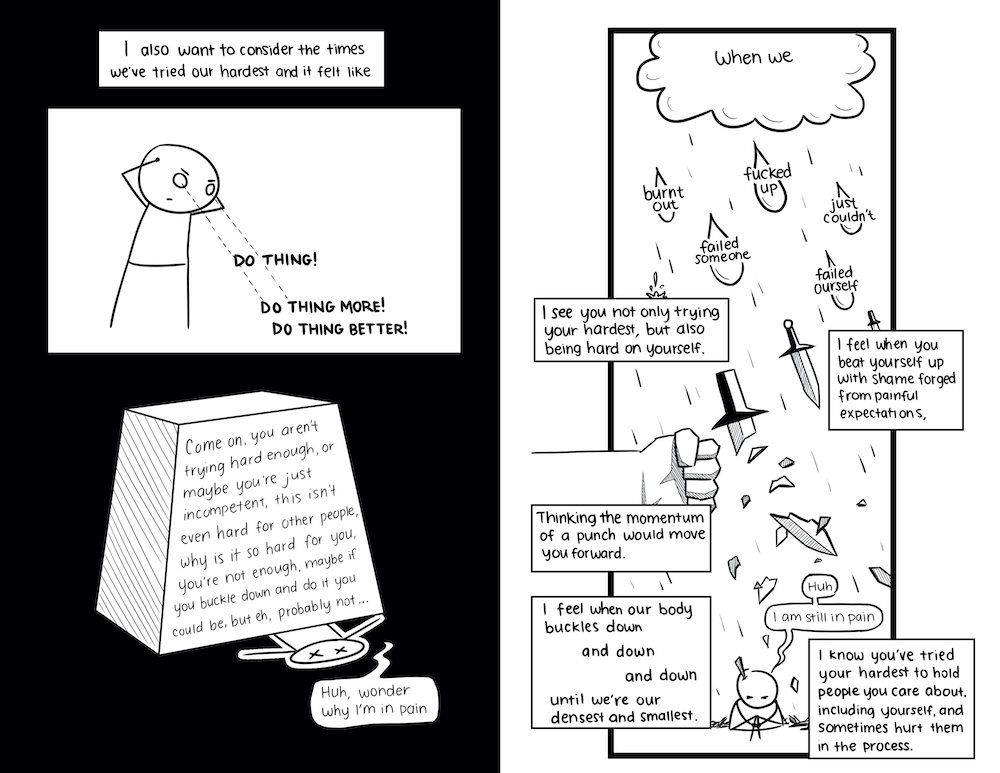 I also want to consider the times
we've tried our hardest and it felt like
DO THING!
DO THING MORE!
DO THING BETTER!
Come on, you aren't
trying hard enough, or
maybe you're just
incompetent, this isn't
even hard for other people,
why is it so hard for you,
you're not enough, maybe if
you buckle down and do it you
could be, but eh, probably not...
Huh, wonder
why I'm in pain
When we
burnt
out
fucked
up
just
couldn't
failed
someone
failed
ourself
I see you not only trying
your hardest, but also
being hard on yourself.
I feel when you
beat yourself up
with shame forged
from painful
expectations,
Thinking the momentum
of a punch would move
you forward.
I feel when our body
buckles down
and down
and down
until we're our
densest and smallest.
Huh
I am still in pain
I know you've tried
your hardest to hold
people you care about,
including yourself, and
sometimes hurt them
in the process.